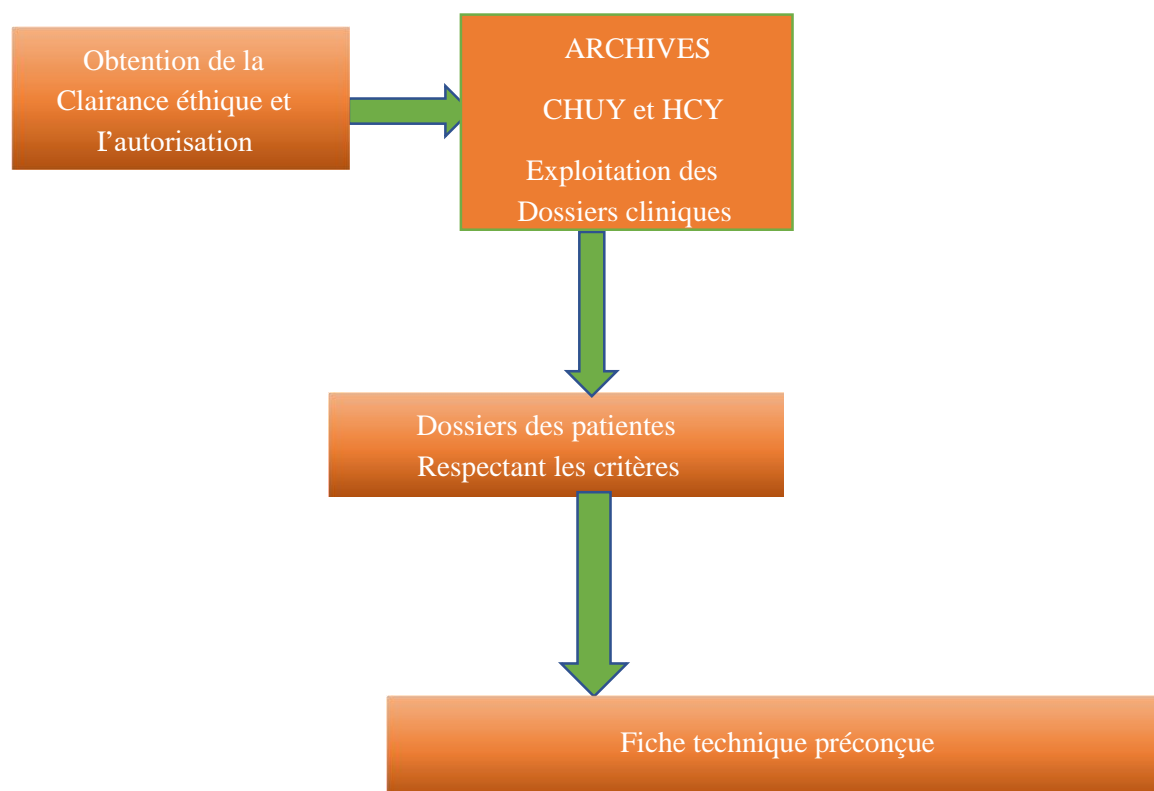 Obtention de la
Clairance éthique et
I'autorisation
ARCHIVES
CHUY et HCY
Exploitation des
Dossiers cliniques
Dossiers des patientes
Respectant les critères
Fiche technique préconçue